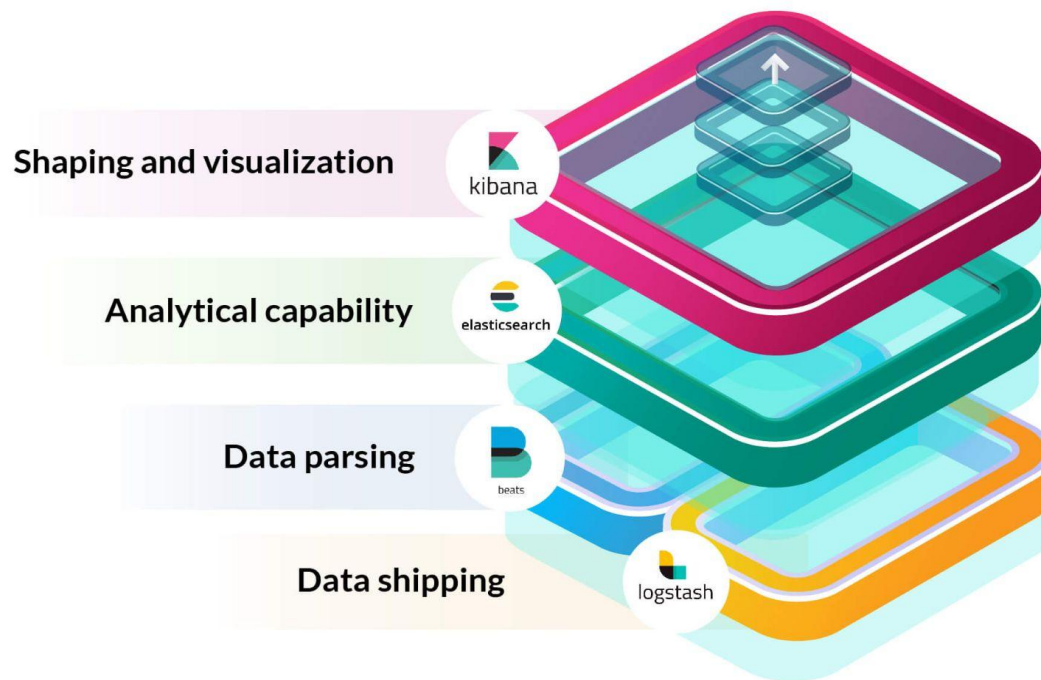 Shaping and visualization
kibana
Analytical capability
elasticsearch
Data parsing
beats
Data shipping
logstash